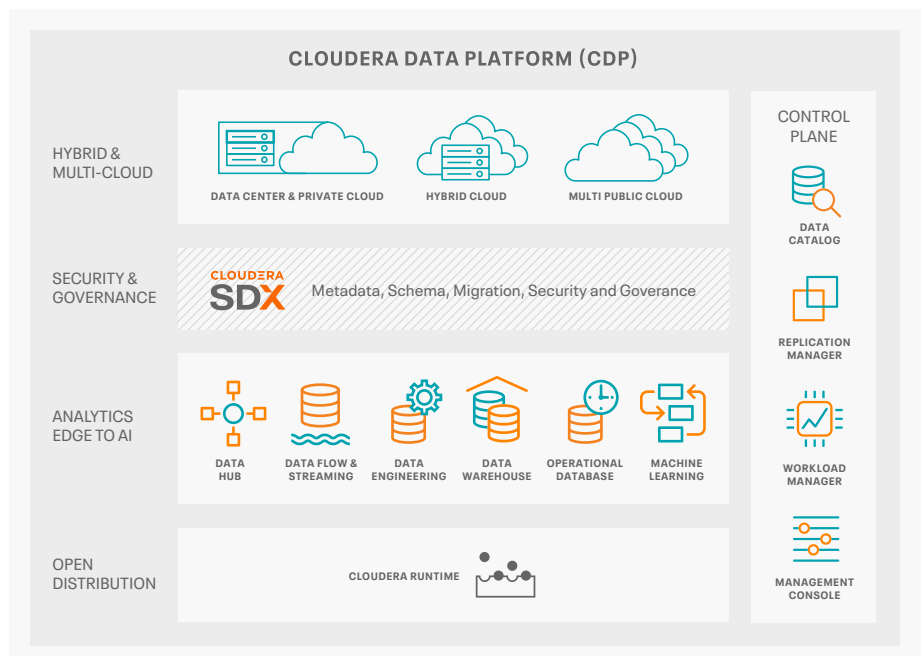 CLOUDERA DATA PLATFORM (CDP)
HYBRID &
MULTI-CLOUD
DATA CENTER & PRIVATE CLOUD
HYBRID CLOUD
MULTI PUBLIC CLOUD
SECURITY &
GOVERNANCE
CLOUDERA
SDX
Metadata, Schema, Migration, Security and Goverance
ANALYTICS
EDGE TO AI
DATA
HUB
DATA FLOW &
STREAMING
DATA
ENGINEERING
DATA
WAREHOUSE
OPERATIONAL
DATABASE
MACHINE
LEARNING
OPEN
DISTRIBUTION
CLOUDERA RUNTIME
CONTROL
PLANE
DATA
CATALOG
REPLICATION
MANAGER
WORKLOAD
MANAGER
MANAGEMENT
CONSOLE